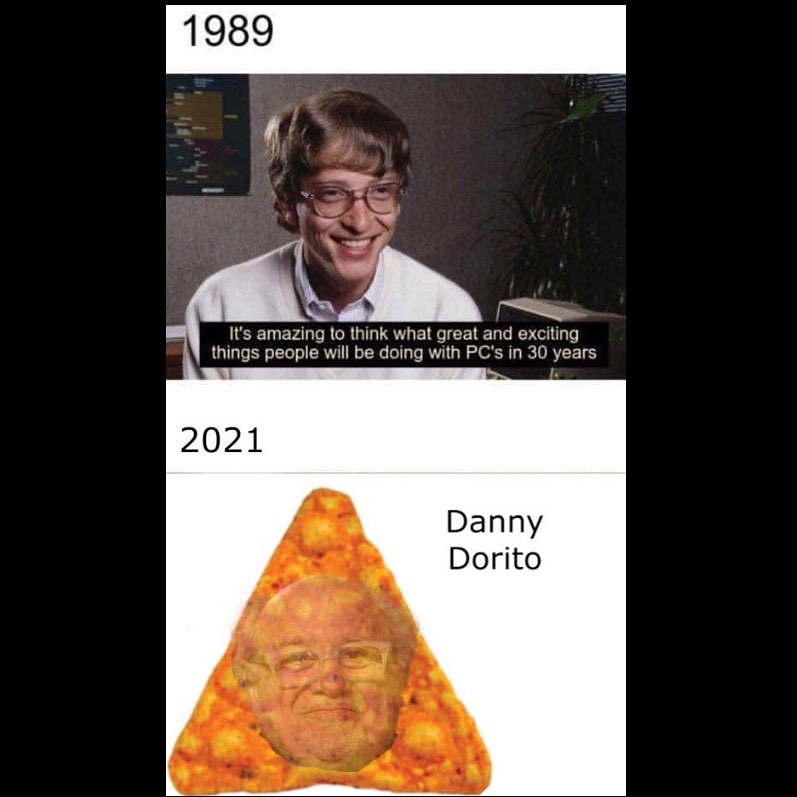 1989
It's amazing to think what great and exciting
things people will be doing with PC's in 30 years
2021
Danny
Dorito